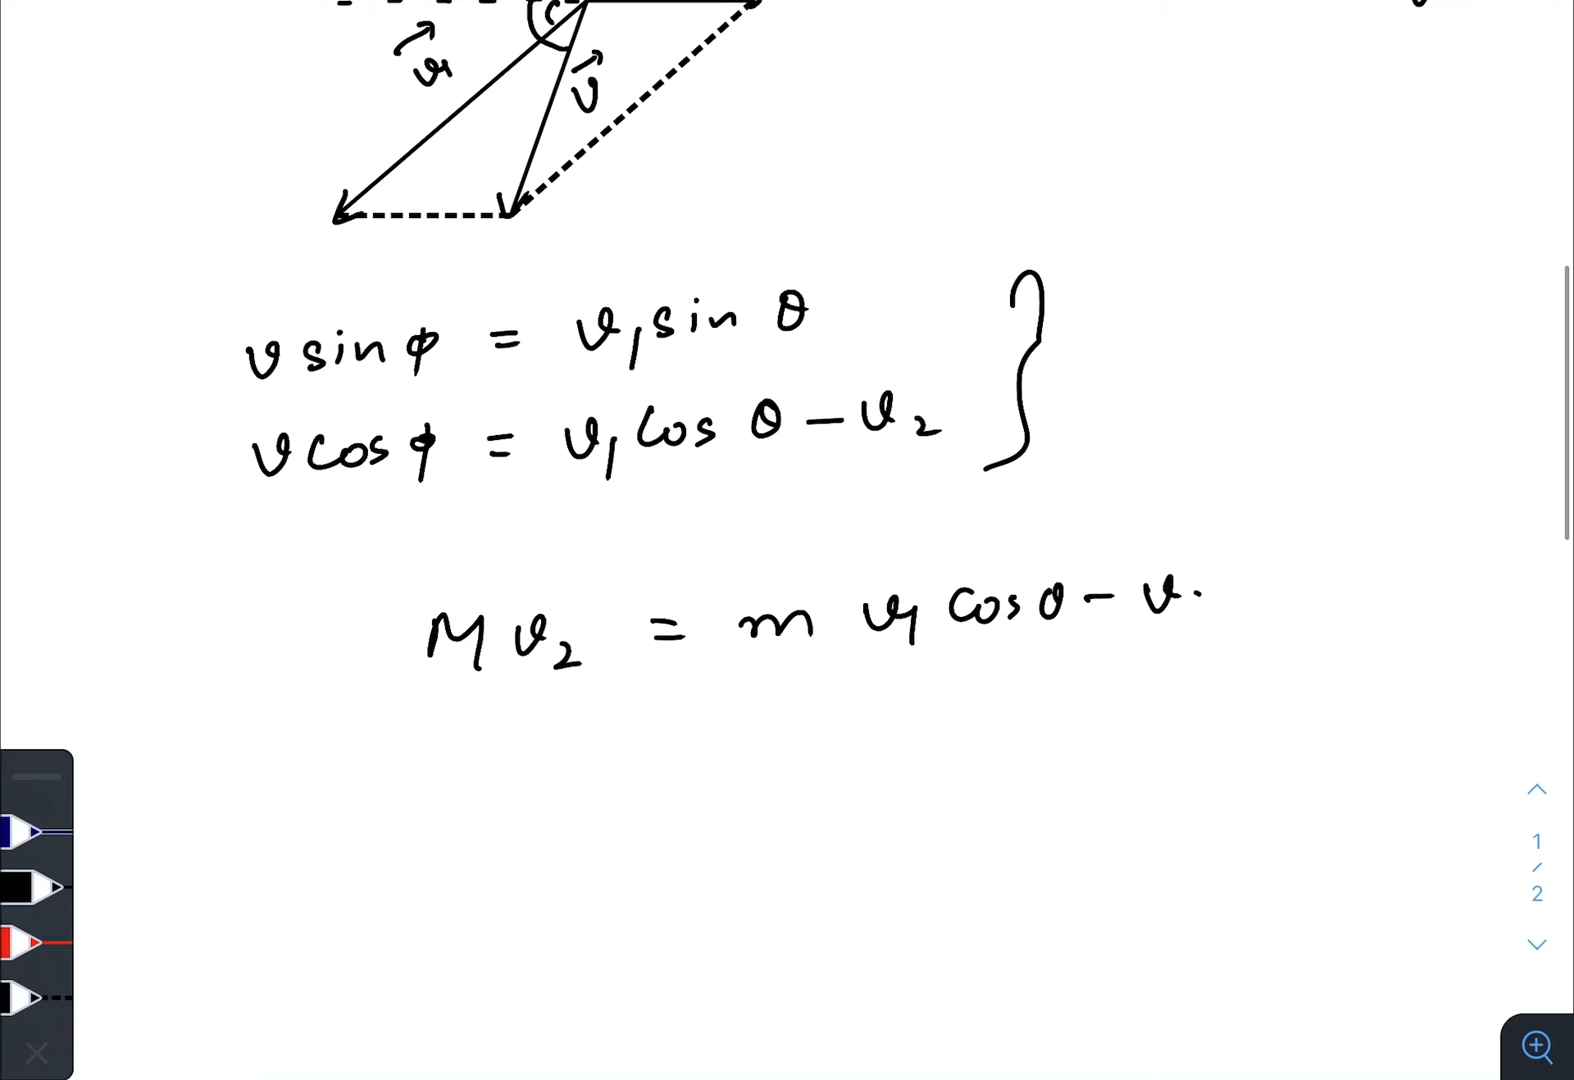 v₁
v
v sin φ = v₁ sin θ
v cos φ = v₁ cos θ − v₂
M v₂ = m v₁ cos θ − v.
1
/
2